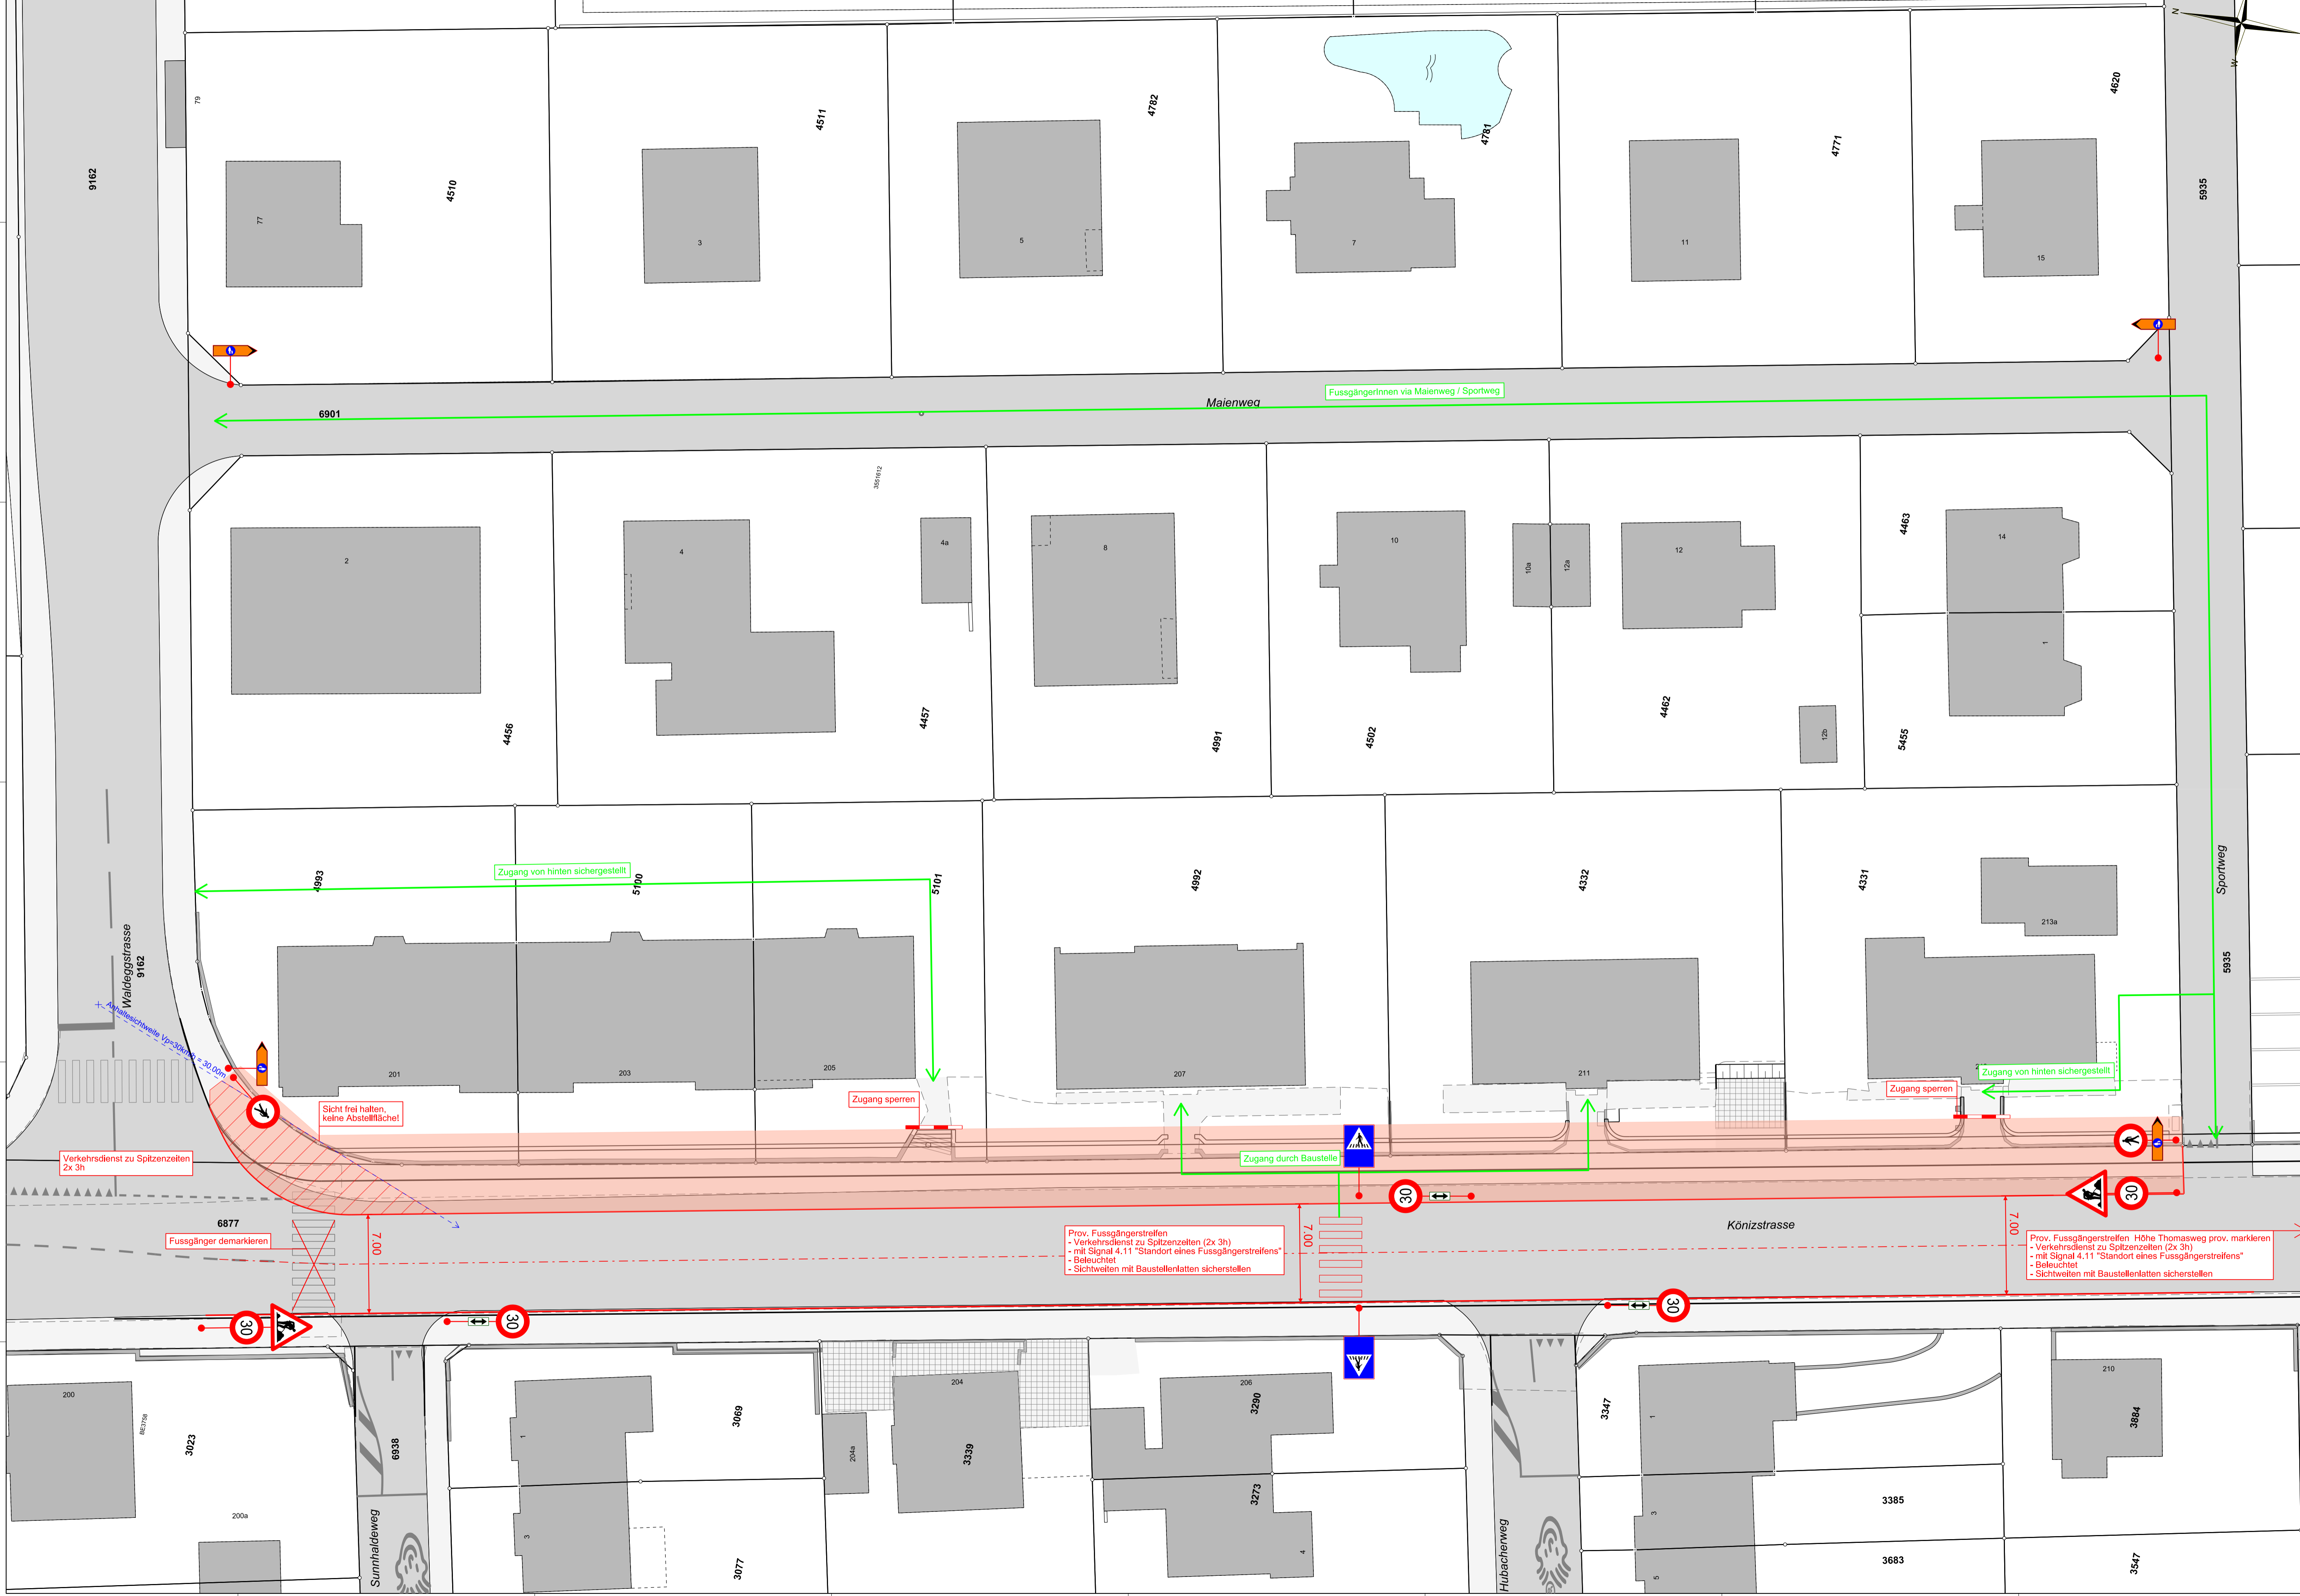 N
W
79
4511
4782
4781
4771
4620
9162
4510
5935
77
3
5
7
11
15
FussgängerInnen via Maienweg / Sportweg
6901
Maienweg
3551612
4463
2
4
4a
8
10
10a
12a
12
14
1
4456
4457
4991
4502
4462
12b
5455
Zugang von hinten sichergestellt
4993
5100
5101
4992
4332
4331
Sportweg
213a
Waldeggstrasse
9162
5935
Anhaltesichtweite Vp=30km/h = 30.00m
201
203
205
207
211
Zugang von hinten sichergestellt
Zugang sperren
Zugang sperren
Sicht frei halten,
keine Abstellfläche!
Verkehrsdienst zu Spitzenzeiten
2x 3h
Zugang durch Baustelle
30
30
6877
Fussgänger demarkieren
7.00
7.00
7.00
Könizstrasse
Prov. Fussgängerstreifen
- Verkehrsdienst zu Spitzenzeiten (2x 3h)
- mit Signal 4.11 "Standort eines Fussgängerstreifens"
- Beleuchtet
- Sichtweiten mit Baustellenlatten sicherstellen
Prov. Fussgängerstreifen Höhe Thomasweg prov. markieren
- Verkehrsdienst zu Spitzenzeiten (2x 3h)
- mit Signal 4.11 "Standort eines Fussgängerstreifens"
- Beleuchtet
- Sichtweiten mit Baustellenlatten sicherstellen
30
30
30
200
BE3758
3023
200a
6938
Sunnhaldeweg
1
3
3069
3077
204
204a
3339
206
3290
3273
4
Hubacherweg
3347
1
3
5
3385
3683
210
3884
3547